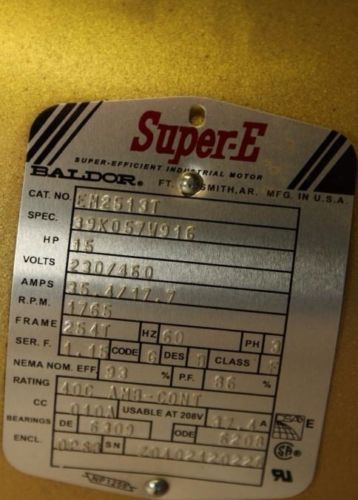 Super-E
SUPER-EFFICIENT INDUSTRIAL MOTOR
BALDOR. FT. SMITH, AR. MFG. IN U.S.A.
CAT. NO. EM2513T
SPEC. 39K057W916
HP 15
VOLTS 230/460
AMPS 35.4/17.7
R.P.M. 1765
FRAME 254T HZ 60 PH 3
SER. F. 1.15 CODE G DES B CLASS F
NEMA NOM. EFF. 93 % P.F. 86 %
RATING 40C AMB-CONT
CC 010A USABLE AT 208V A
BEARINGS DE 6309 ODE 6208
ENCL. SN
NP1256